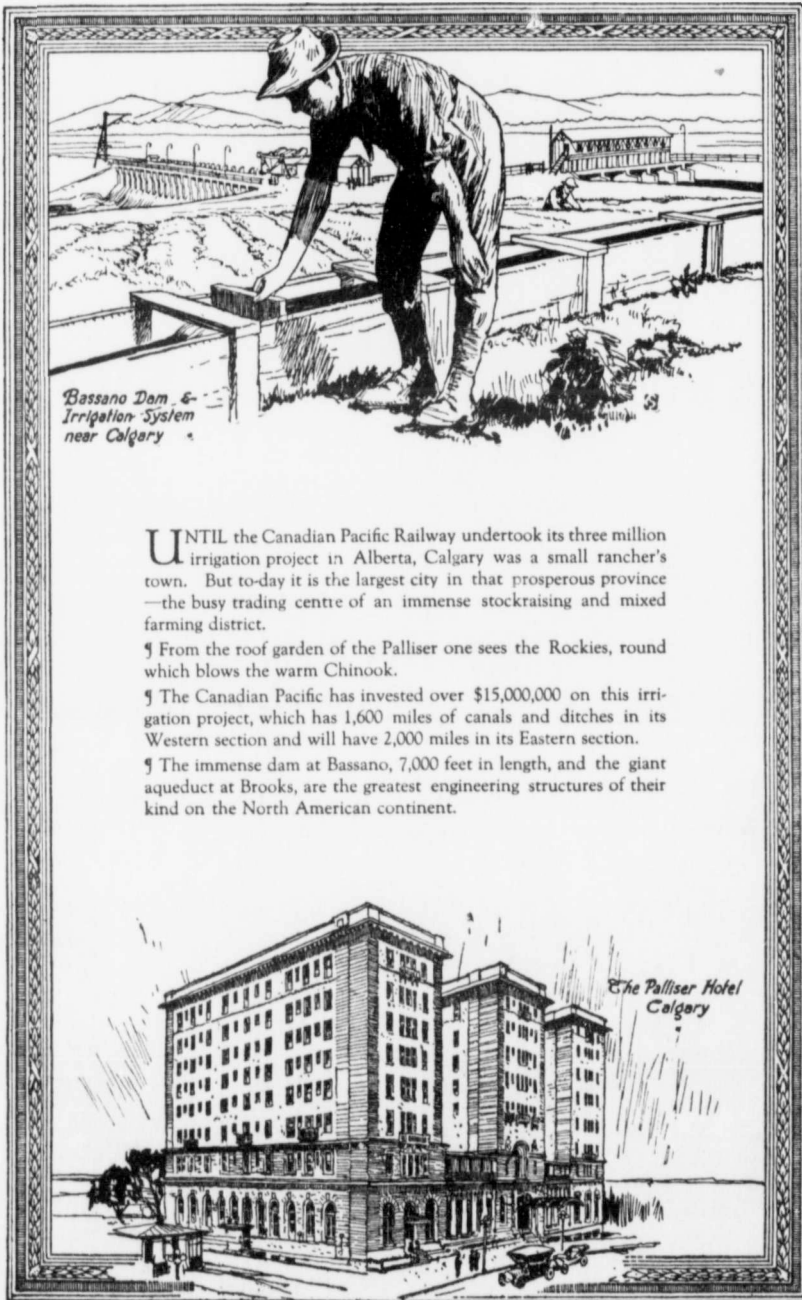 Bassano Dam &
Irrigation System
near Calgary
UNTIL the Canadian Pacific Railway undertook its three million
irrigation project in Alberta, Calgary was a small rancher's
town. But to-day it is the largest city in that prosperous province
—the busy trading centre of an immense stockraising and mixed
farming district.
¶ From the roof garden of the Palliser one sees the Rockies, round
which blows the warm Chinook.
¶ The Canadian Pacific has invested over $15,000,000 on this irri-
gation project, which has 1,600 miles of canals and ditches in its
Western section and will have 2,000 miles in its Eastern section.
¶ The immense dam at Bassano, 7,000 feet in length, and the giant
aqueduct at Brooks, are the greatest engineering structures of their
kind on the North American continent.
The Palliser Hotel
Calgary